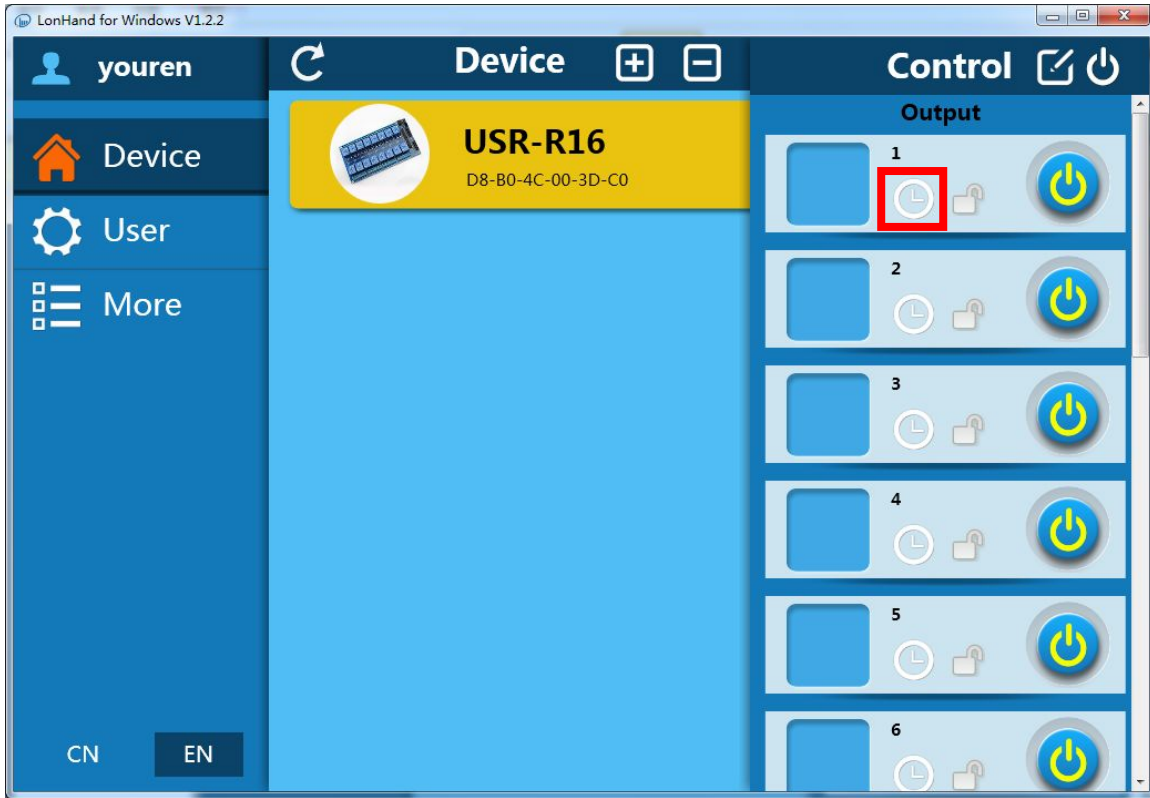 LonHand for Windows V1.2.2
youren
Device
User
More
CN EN
Device
USR-R16
D8-B0-4C-00-3D-C0
Control
Output
1
2
3
4
5
6